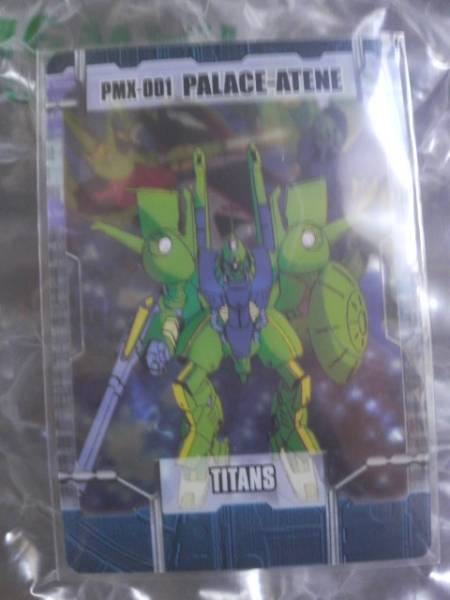 PMX-001 PALACE-ATENE
TITANS